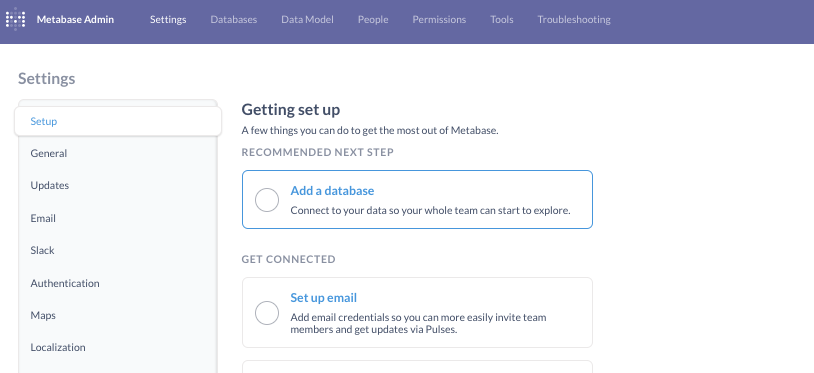 Metabase Admin Settings Databases Data Model People Permissions Tools Troubleshooting
Settings
Setup
General
Updates
Email
Slack
Authentication
Maps
Localization
Getting set up
A few things you can do to get the most out of Metabase.
RECOMMENDED NEXT STEP
Add a database
Connect to your data so your whole team can start to explore.
GET CONNECTED
Set up email
Add email credentials so you can more easily invite team
members and get updates via Pulses.